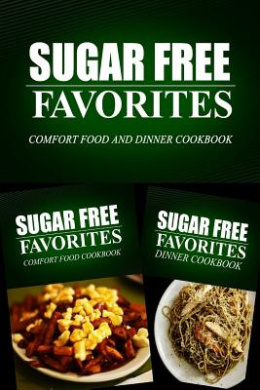 SUGAR FREE
FAVORITES
COMFORT FOOD AND DINNER COOKBOOK
SUGAR FREE
FAVORITES
COMFORT FOOD COOKBOOK
SUGAR FREE
FAVORITES
DINNER COOKBOOK